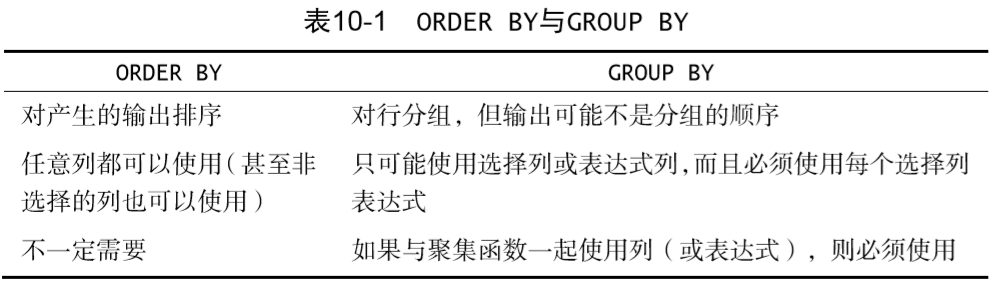 表10-1 ORDER BY与GROUP BY
ORDER BY GROUP BY
对产生的输出排序 对行分组，但输出可能不是分组的顺序
任意列都可以使用（甚至非 只可能使用选择列或表达式列，而且必须使用每个选择列
选择的列也可以使用） 表达式
不一定需要 如果与聚集函数一起使用列（或表达式），则必须使用